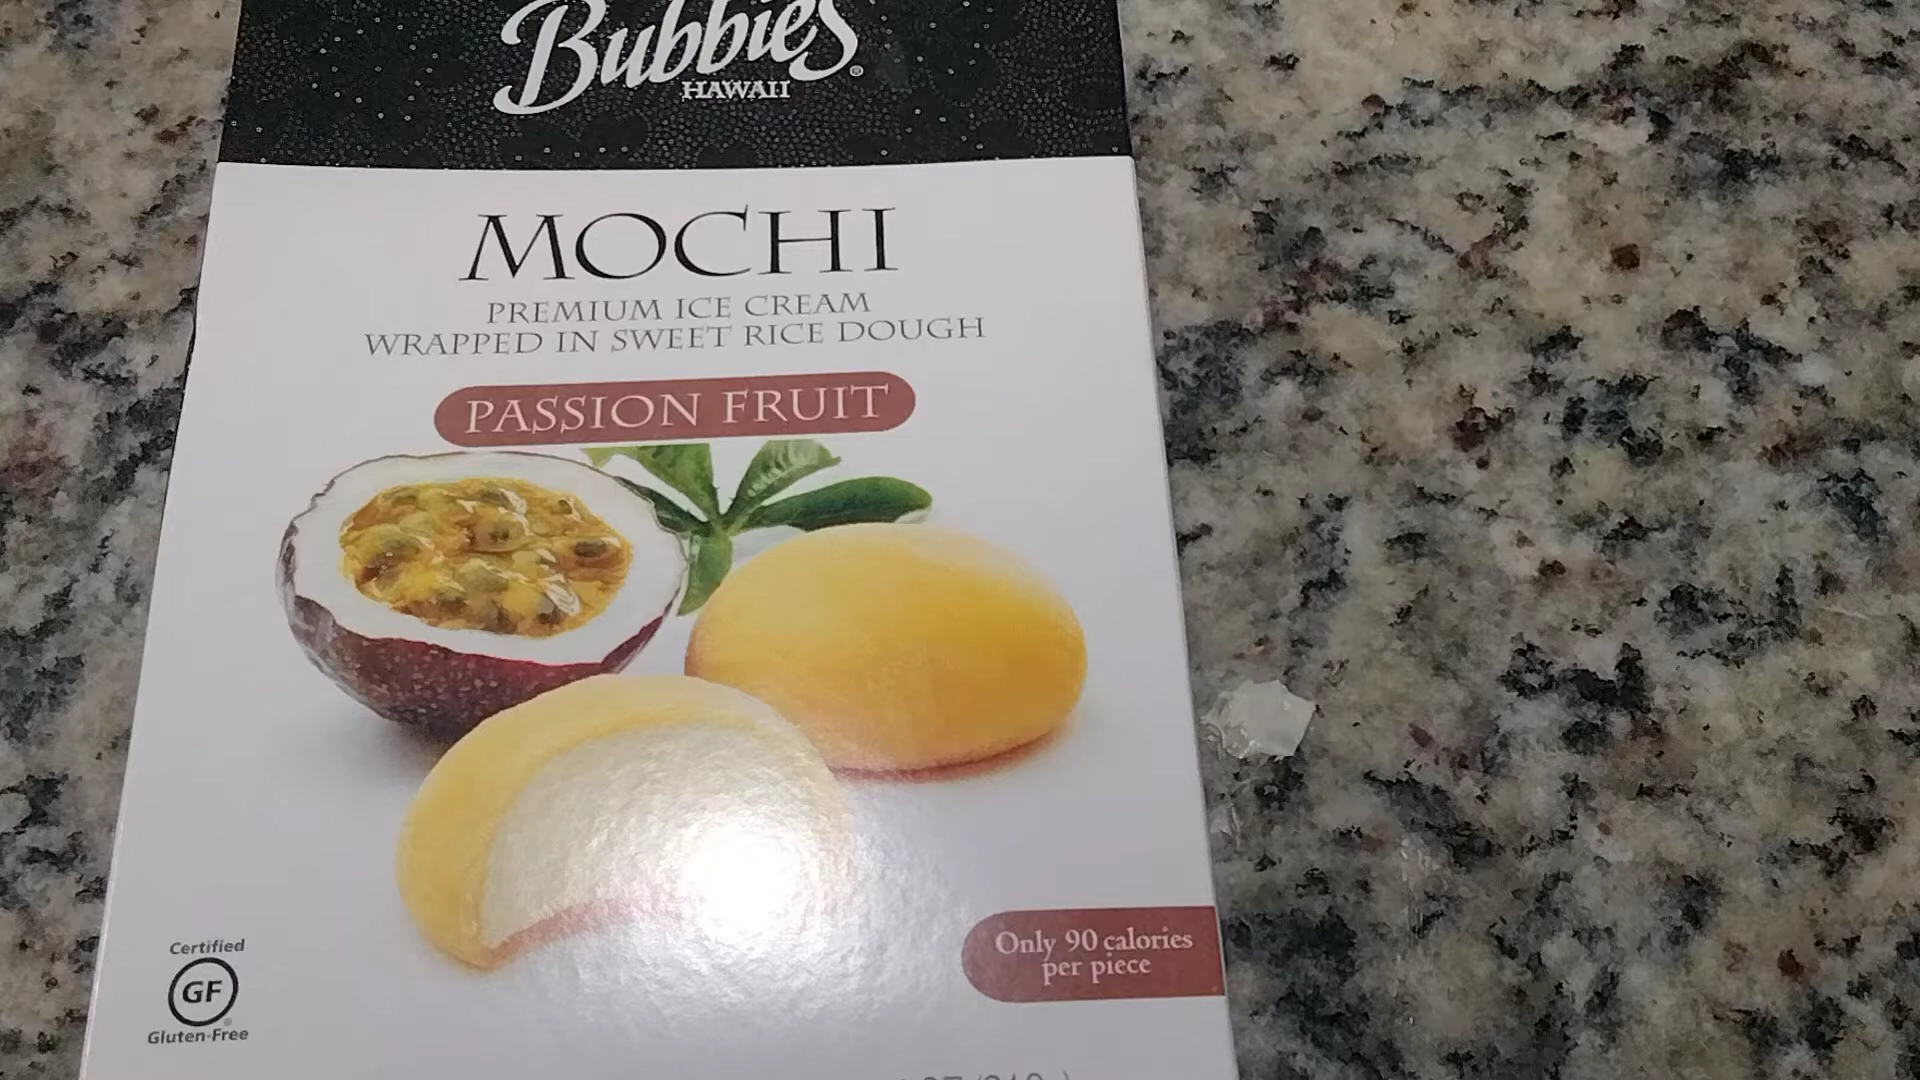 Bubbies®
HAWAII
MOCHI
PREMIUM ICE CREAM
WRAPPED IN SWEET RICE DOUGH
PASSION FRUIT
Only 90 calories
per piece
Certified
GF
Gluten-Free